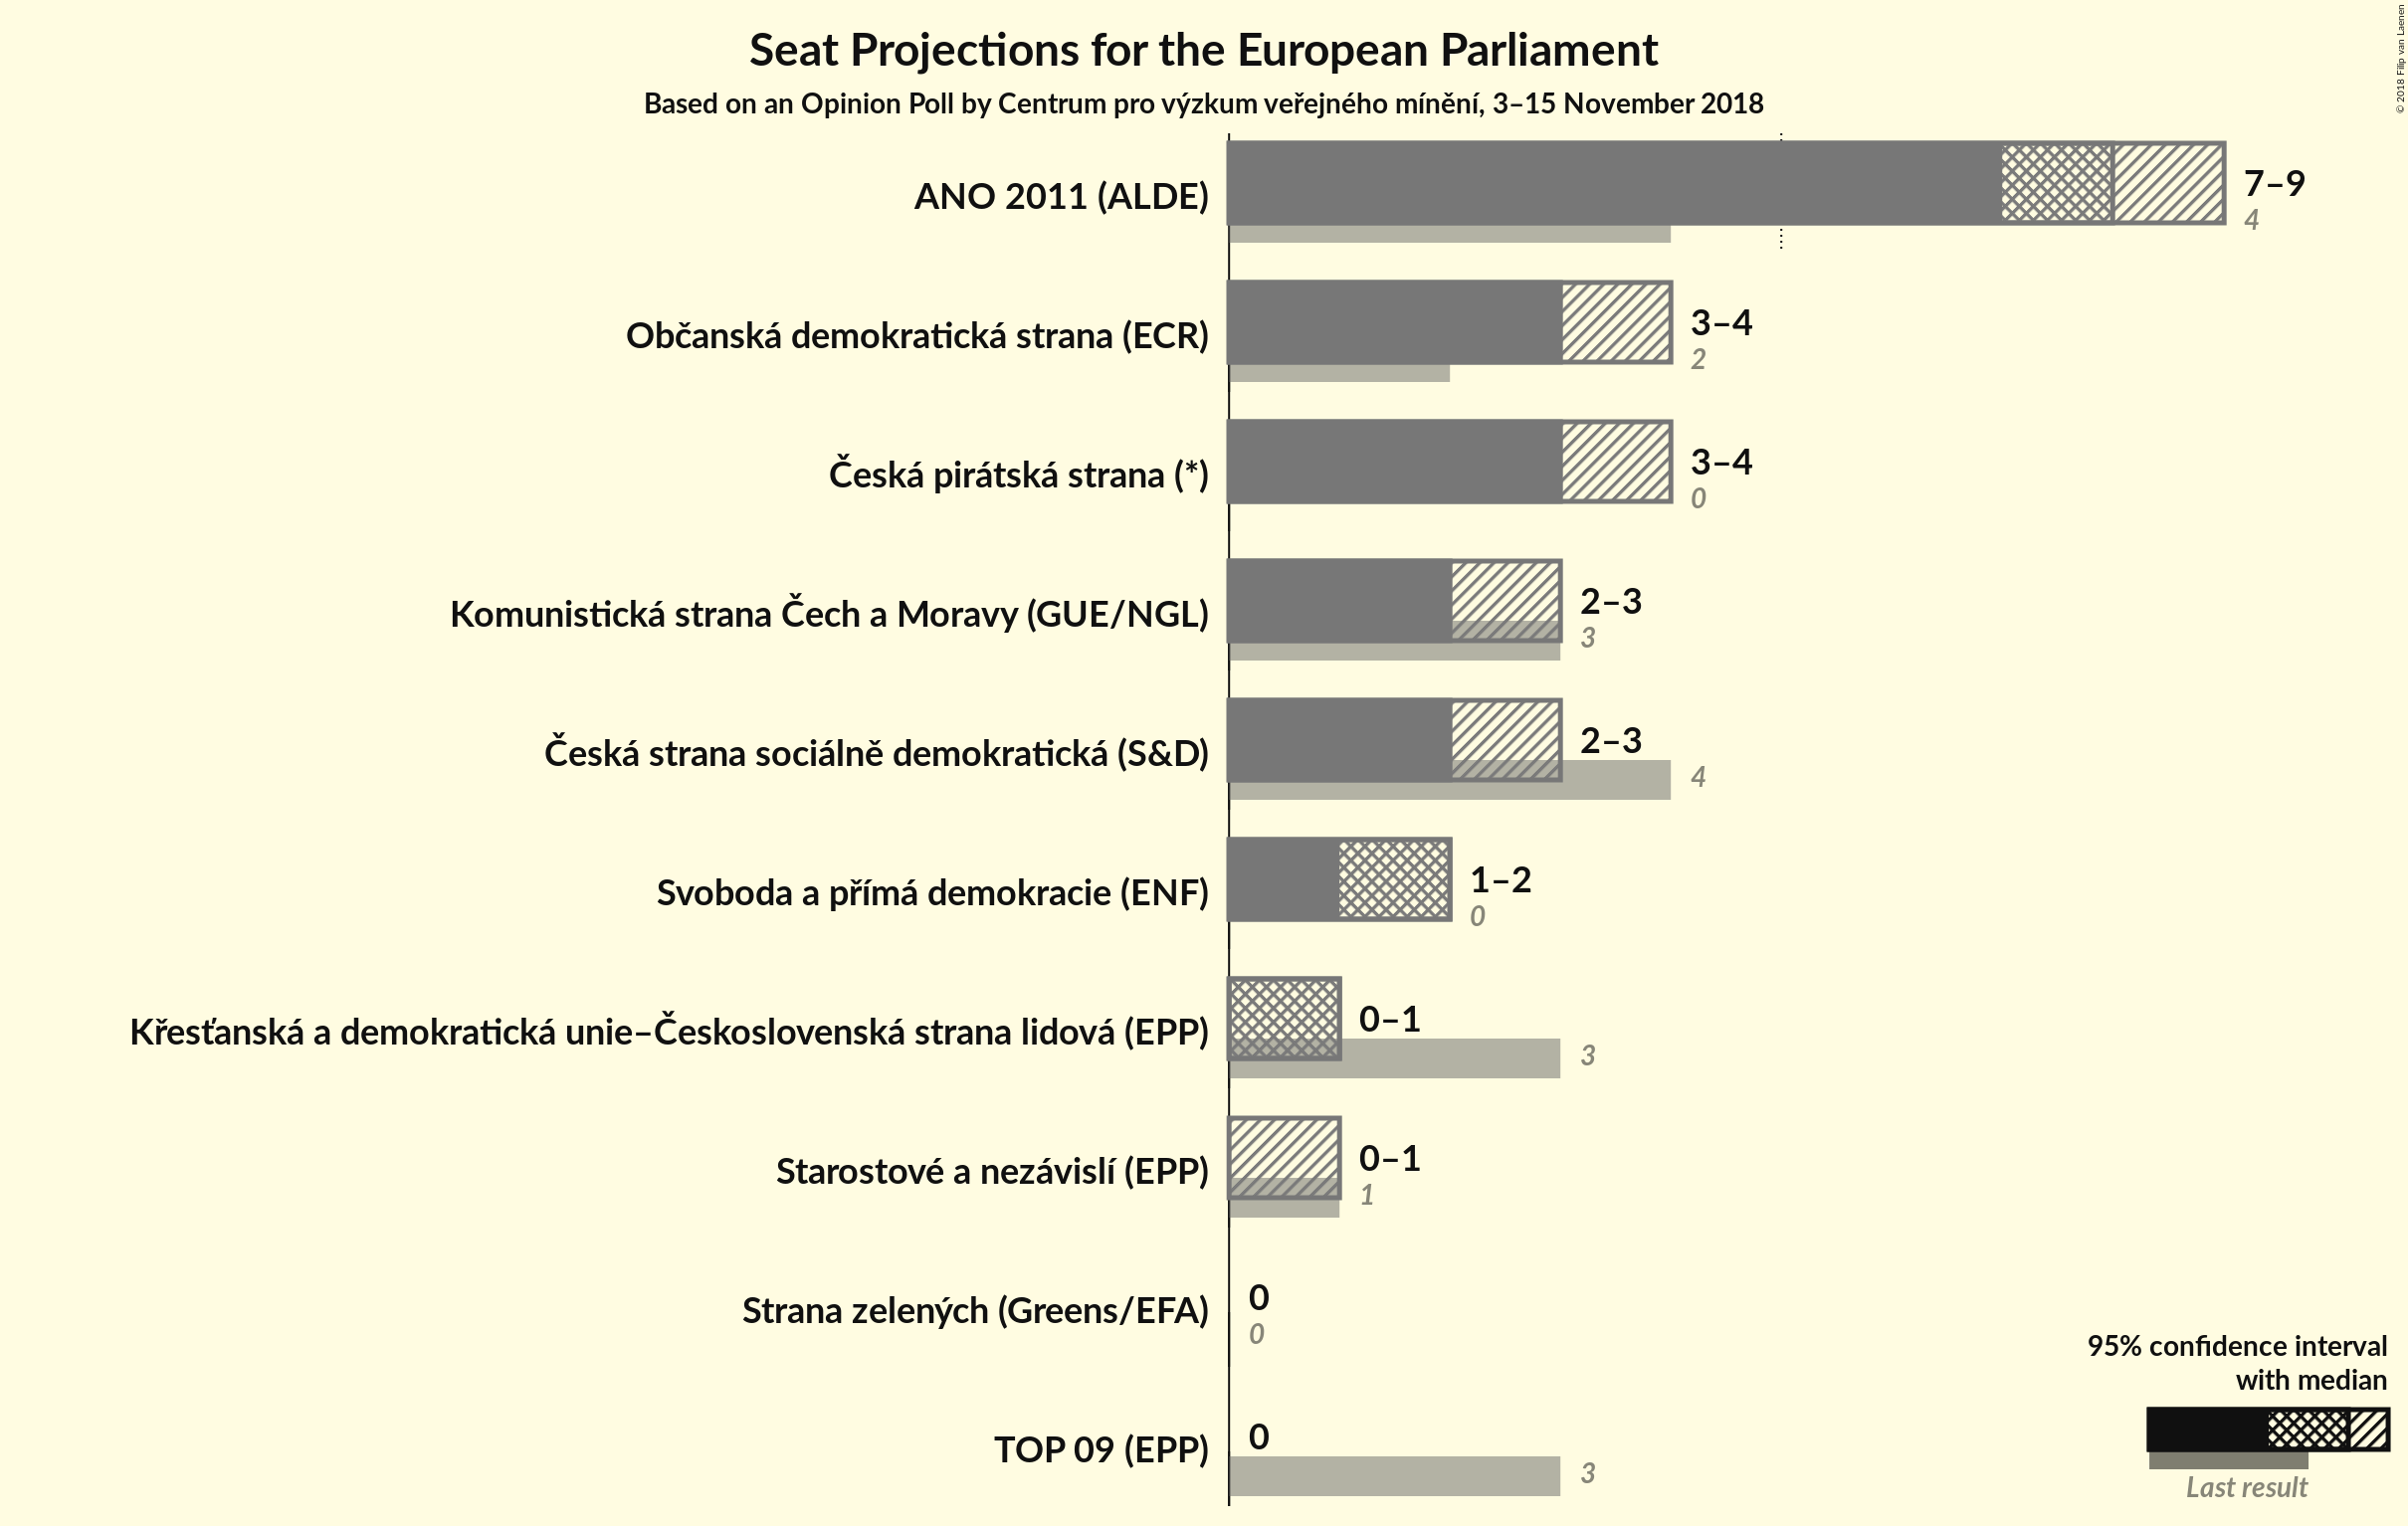 Seat Projections for the European Parliament
Based on an Opinion Poll by Centrum pro výzkum veřejného mínění, 3–15 November 2018
© 2018 Filip van Laenen
ANO 2011 (ALDE)
7–9
4
Občanská demokratická strana (ECR)
3–4
2
Česká pirátská strana (*)
3–4
0
Komunistická strana Čech a Moravy (GUE/NGL)
2–3
3
Česká strana sociálně demokratická (S&D)
2–3
4
Svoboda a přímá demokracie (ENF)
1–2
0
Křesťanská a demokratická unie–Československá strana lidová (EPP)
0–1
3
Starostové a nezávislí (EPP)
0–1
1
Strana zelených (Greens/EFA)
0
0
TOP 09 (EPP)
0
3
95% confidence interval
with median
Last result